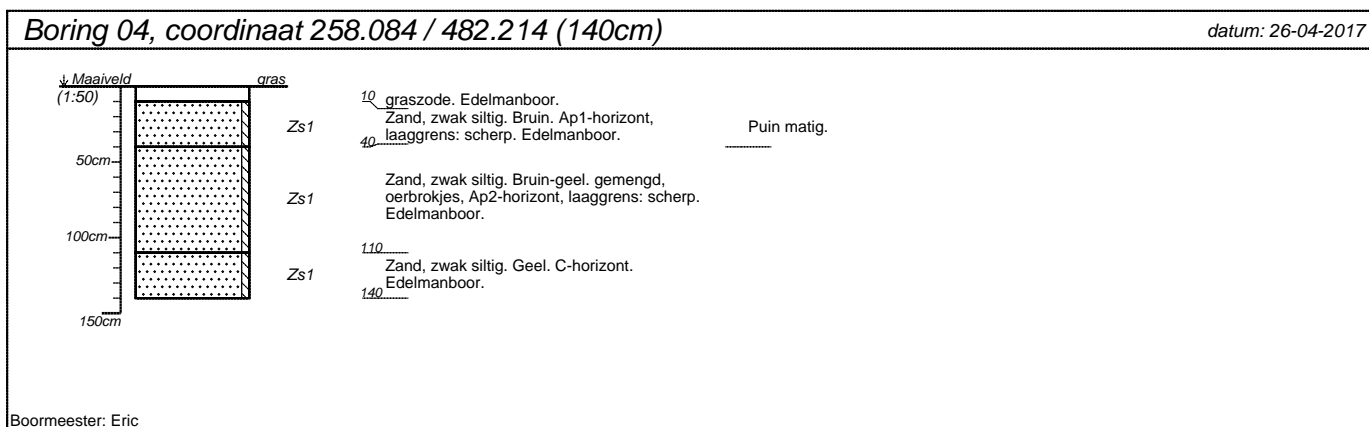 Boring 04, coordinaat 258.084 / 482.214 (140cm)
datum: 26-04-2017
Maaiveld
gras
(1:50)
10
graszode. Edelmanboor.
Zs1
Zand, zwak siltig. Bruin. Ap1-horizont,
laaggrens: scherp. Edelmanboor.
Puin matig.
40
50cm
Zs1
Zand, zwak siltig. Bruin-geel. gemengd,
oerbrokjes, Ap2-horizont, laaggrens: scherp.
Edelmanboor.
100cm
110
Zs1
Zand, zwak siltig. Geel. C-horizont.
Edelmanboor.
140
150cm
Boormeester: Eric